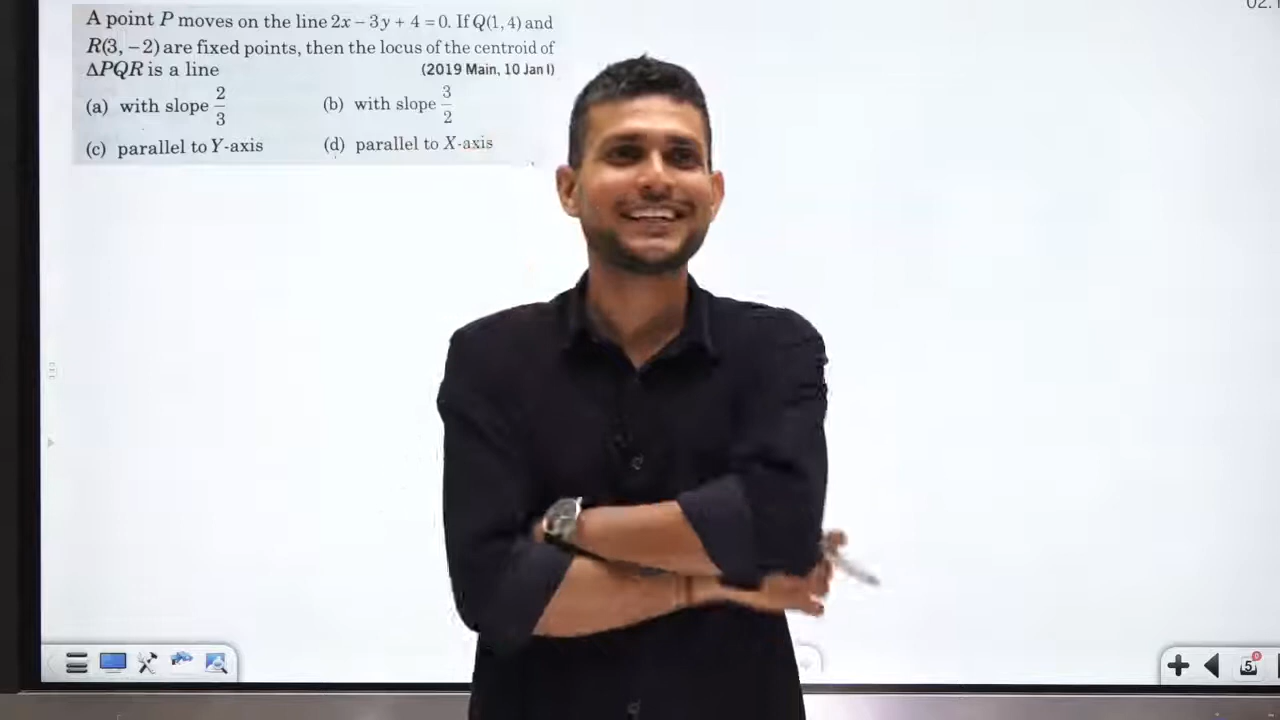 A point P moves on the line 2x – 3y + 4 = 0. If Q(1, 4) and
R(3, – 2) are fixed points, then the locus of the centroid of
ΔPQR is a line (2019 Main, 10 Jan I)
(a) with slope 2/3 (b) with slope 3/2
(c) parallel to Y-axis (d) parallel to X-axis
5